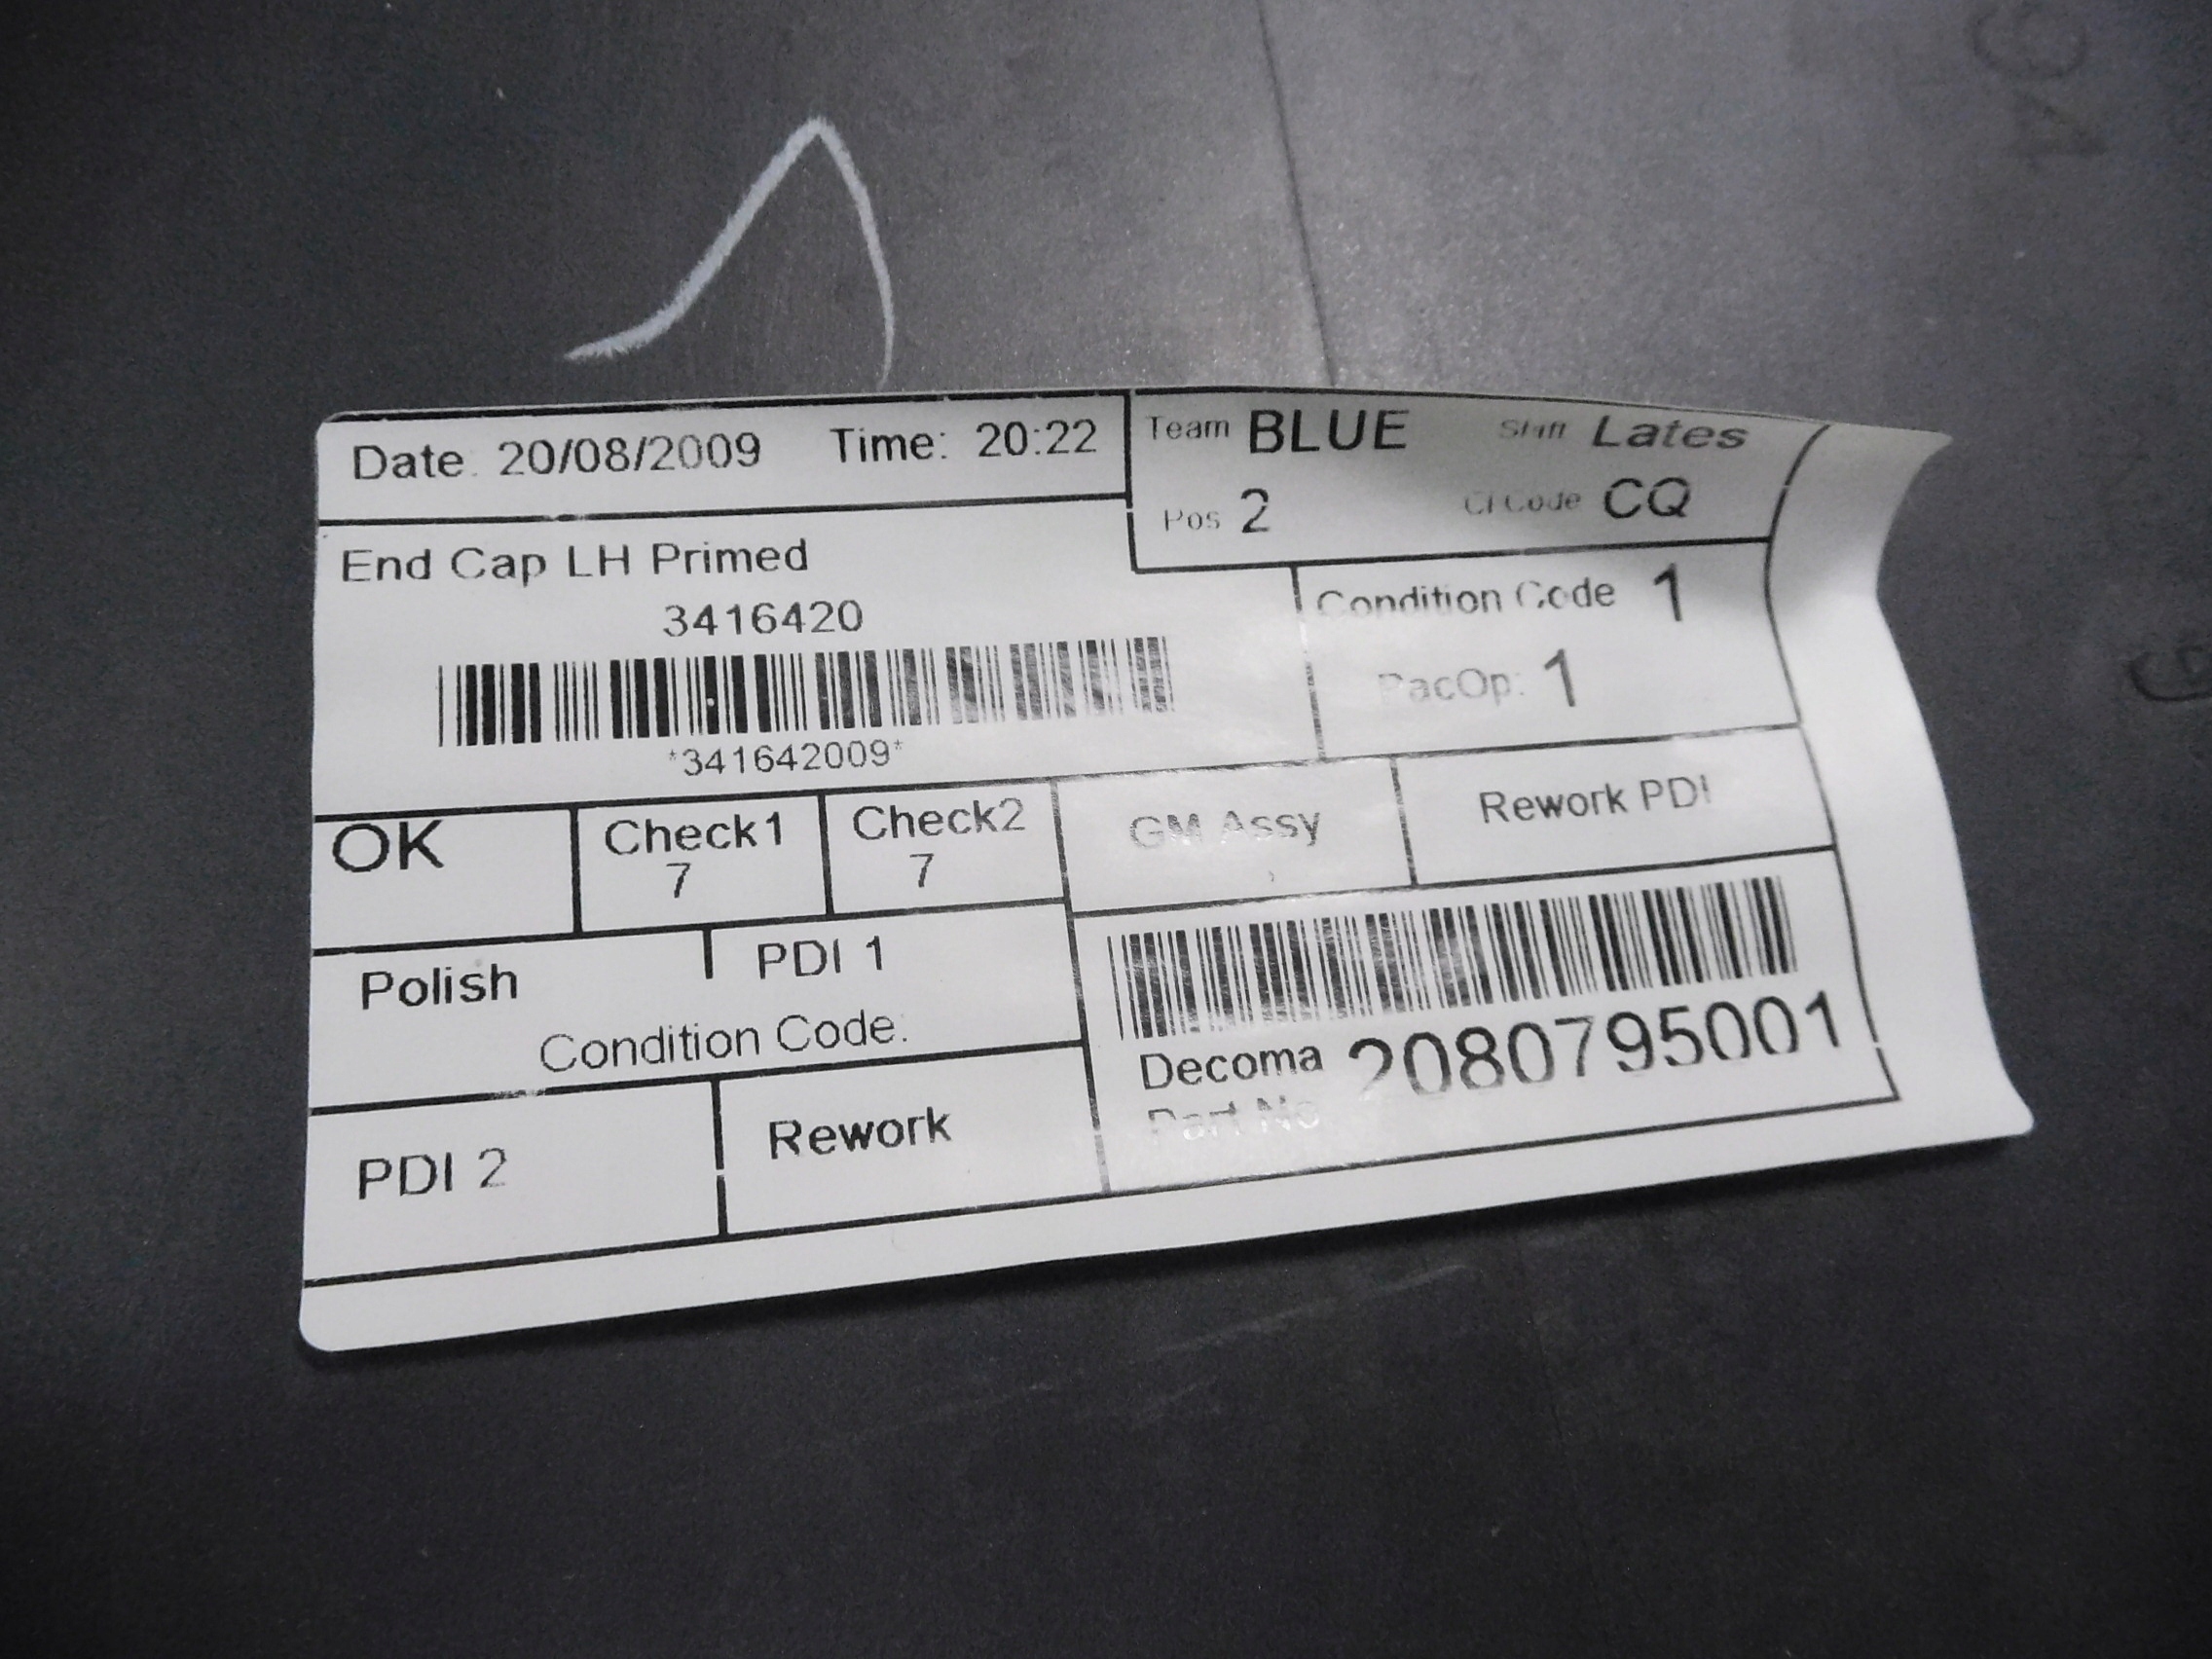 Date: 20/08/2009 Time: 20:22
Team BLUE Shift Lates
Pos 2 Cl Code CQ
End Cap LH Primed
3416420
*341642009*
Condition Code 1
PacOp: 1
OK
Check1
7
Check2
7
GM Assy
Rework PDI
Polish
PDI 1
Condition Code:
PDI 2
Rework
Decoma 2080795001
Part No